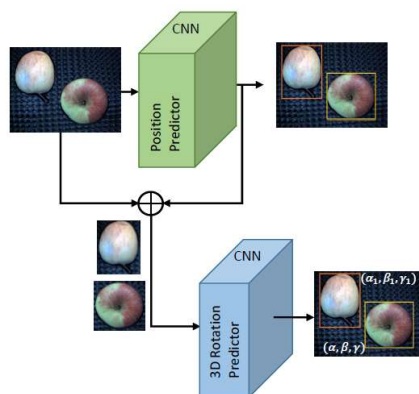 CNN
Position
Predictor
CNN
3D Rotation
Predictor
(α₁, β₁, γ₁)
(α, β, γ)